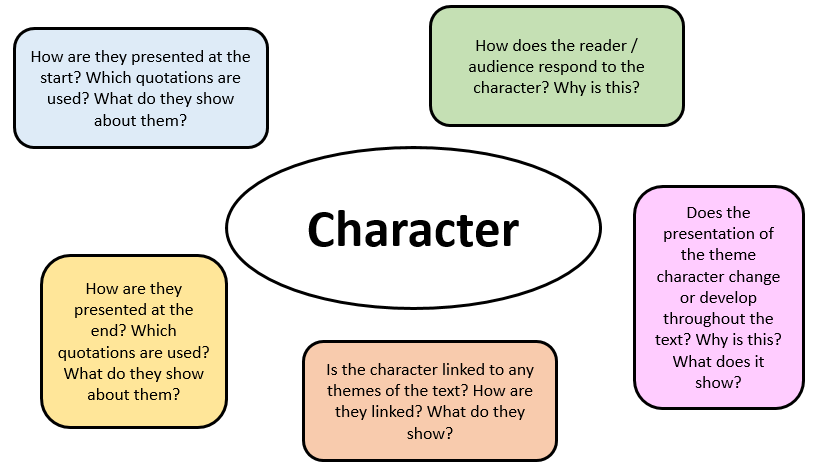 How are they presented at the
start? Which quotations are
used? What do they show
about them?
How does the reader /
audience respond to the
character? Why is this?
Character
Does the
presentation of
the theme
character change
or develop
throughout the
text? Why is this?
What does it
show?
How are they
presented at the
end? Which
quotations are used?
What do they show
about them?
Is the character linked to any
themes of the text? How are
they linked? What do they
show?